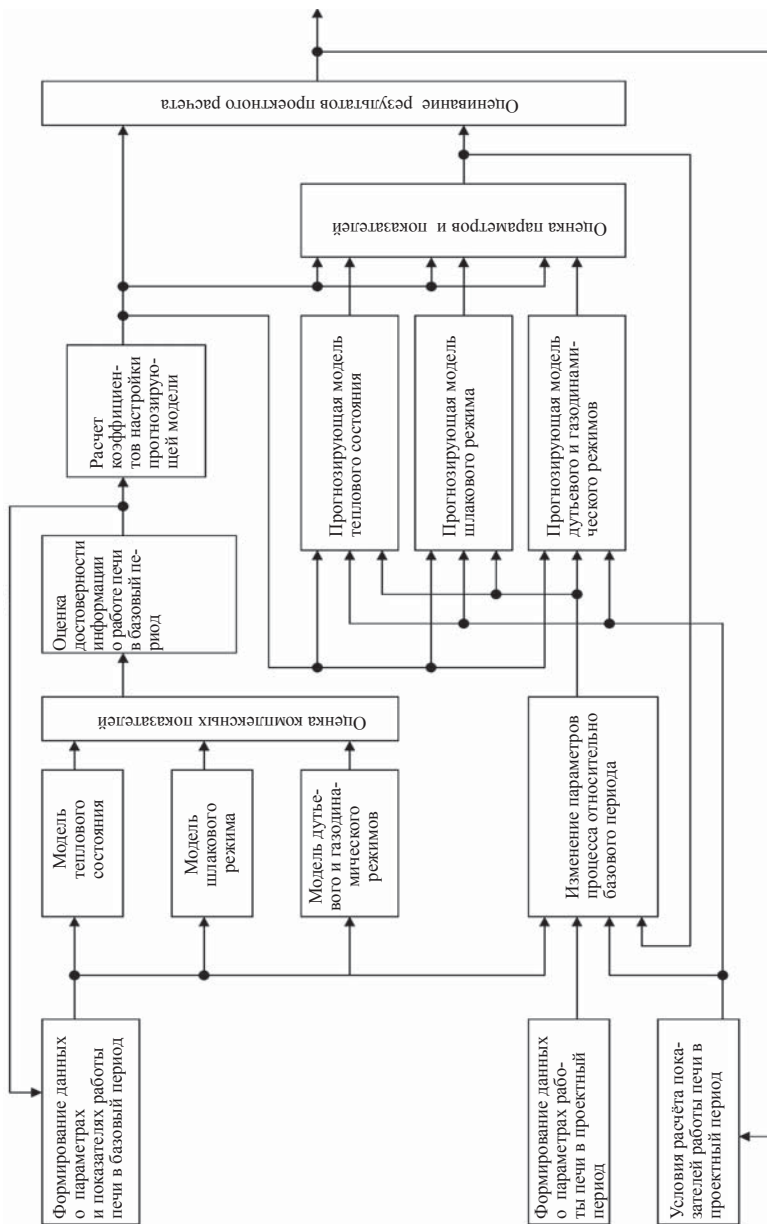 Формирование данных
о параметрах
и показателях работы
печи в базовый период
Формирование данных
о параметрах рабо-
ты печи в проектный
период
Условия расчёта пока-
зателей работы печи в
проектный период
Модель
теплового
состояния
Модель
шлакового
режима
Модель дутье-
вого и газодина-
мического
режимов
Изменение параметров
процесса относительно
базового периода
Оценка комплексных показателей
Оценка
достоверности
информации
о работе печи
в базовый пе-
риод
Расчет
коэффициен-
тов настройки
прогнозирую-
щей модели
Прогнозирующая модель
теплового состояния
Прогнозирующая модель
шлакового режима
Прогнозирующая модель
дутьевого и газодинами-
ческого режимов
Оценка параметров и показателей
Оценивание результатов проектного расчета